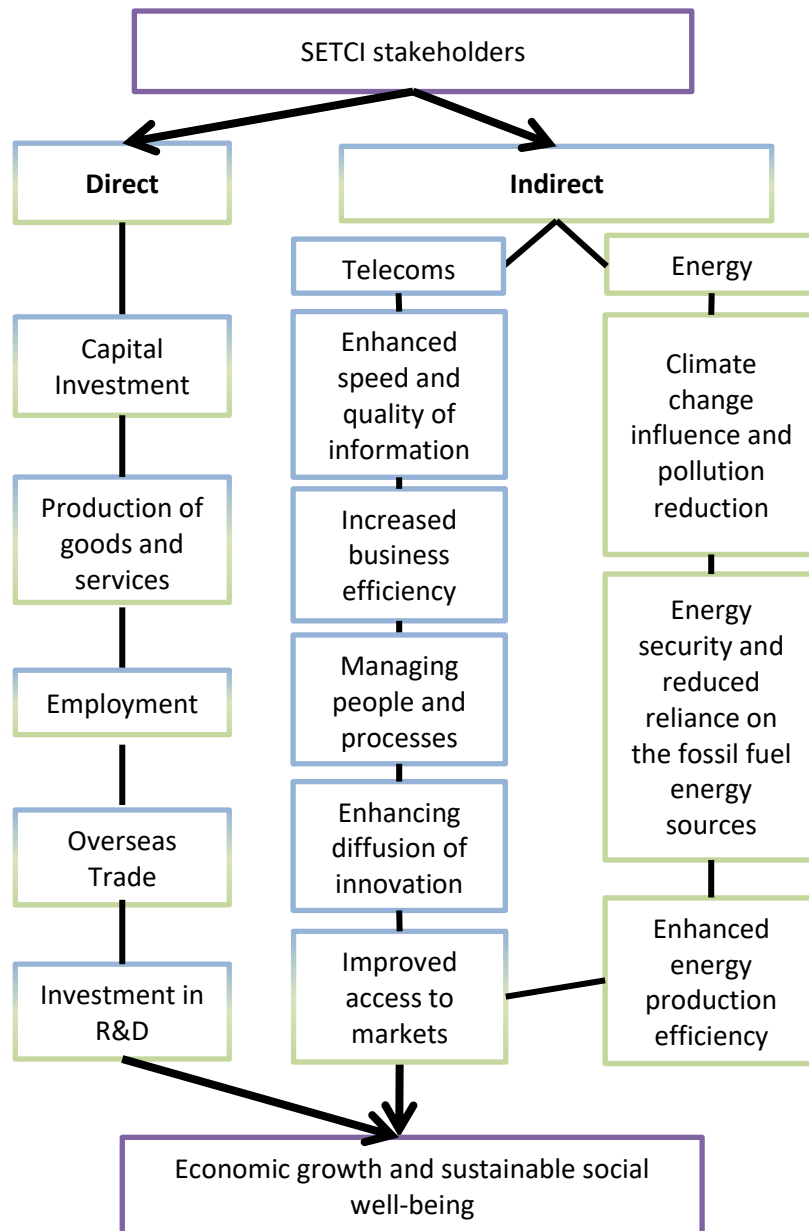 SETCI stakeholders
Direct
Indirect
Telecoms
Energy
Capital
Investment
Enhanced
speed and
quality of
information
Climate
change
influence and
pollution
reduction
Production of
goods and
services
Increased
business
efficiency
Energy
security and
reduced
reliance on
the fossil fuel
energy
sources
Employment
Managing
people and
processes
Overseas
Trade
Enhancing
diffusion of
innovation
Investment in
R&D
Improved
access to
markets
Enhanced
energy
production
efficiency
Economic growth and sustainable social
well-being